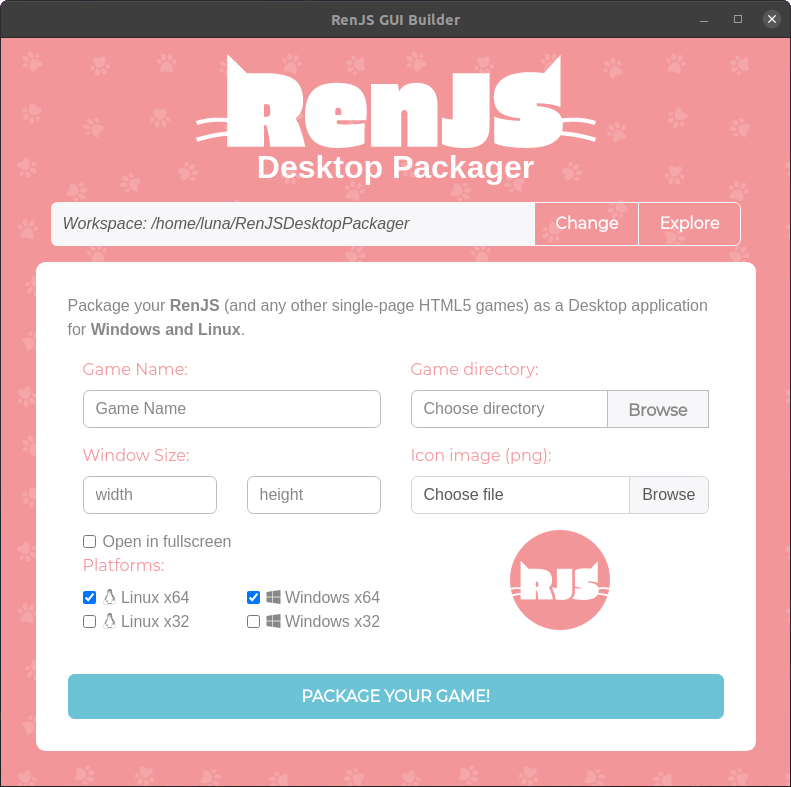 RenJS GUI Builder
RenJS
Desktop Packager
Workspace: /home/luna/RenJSDesktopPackager Change Explore
Package your RenJS (and any other single-page HTML5 games) as a Desktop application
for Windows and Linux.
Game Name: Game directory:
Game Name Choose directory Browse
Window Size: Icon image (png):
width height Choose file Browse
Open in fullscreen
Platforms:
Linux x64 Windows x64
RJS
Linux x32 Windows x32
PACKAGE YOUR GAME!